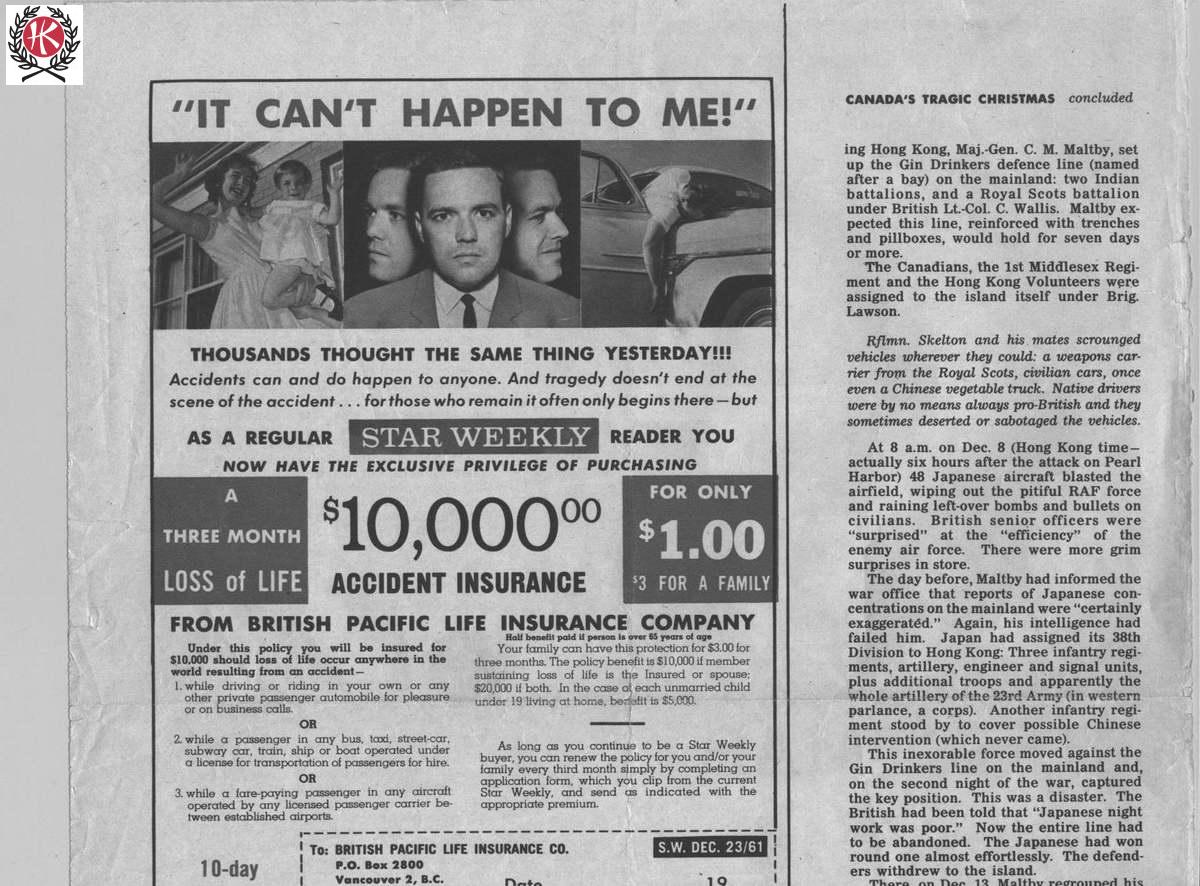 HK
"IT CAN'T HAPPEN TO ME!"
THOUSANDS THOUGHT THE SAME THING YESTERDAY!!!
Accidents can and do happen to anyone. And tragedy doesn't end at the
scene of the accident . . . for those who remain it often only begins there—but
AS A REGULAR STAR WEEKLY READER YOU
NOW HAVE THE EXCLUSIVE PRIVILEGE OF PURCHASING
A
THREE MONTH
LOSS of LIFE
$10,00000
ACCIDENT INSURANCE
FOR ONLY
$1.00
$3 FOR A FAMILY
FROM BRITISH PACIFIC LIFE INSURANCE COMPANY
Half benefit paid if person is over 65 years of age
Under this policy you will be insured for
$10,000 should loss of life occur anywhere in the
world resulting from an accident—
1. while driving or riding in your own or any
other private passenger automobile for pleasure
or on business calls.
OR
2. while a passenger in any bus, taxi, street-car,
subway car, train, ship or boat operated under
a license for transportation of passengers for hire.
OR
3. while a fare-paying passenger in any aircraft
operated by any licensed passenger carrier be-
tween established airports.
Your family can have this protection for $3.00 for
three months. The policy benefit is $10,000 if member
sustaining loss of life is the Insured or spouse;
$20,000 if both. In the case of each unmarried child
under 19 living at home, benefit is $5,000.
As long as you continue to be a Star Weekly
buyer, you can renew the policy for you and/or your
family every third month simply by completing an
application form, which you clip from the current
Star Weekly, and send as indicated with the
appropriate premium.
10-day
To: BRITISH PACIFIC LIFE INSURANCE CO.
P.O. Box 2800
Vancouver 2, B.C.
S.W. DEC. 23/61
Date
19
CANADA'S TRAGIC CHRISTMAS concluded
ing Hong Kong, Maj.-Gen. C. M. Maltby, set
up the Gin Drinkers defence line (named
after a bay) on the mainland: two Indian
battalions, and a Royal Scots battalion
under British Lt.-Col. C. Wallis. Maltby ex-
pected this line, reinforced with trenches
and pillboxes, would hold for seven days
or more.
The Canadians, the 1st Middlesex Regi-
ment and the Hong Kong Volunteers were
assigned to the island itself under Brig.
Lawson.
Rflmn. Skelton and his mates scrounged
vehicles wherever they could: a weapons car-
rier from the Royal Scots, civilian cars, once
even a Chinese vegetable truck. Native drivers
were by no means always pro-British and they
sometimes deserted or sabotaged the vehicles.
At 8 a.m. on Dec. 8 (Hong Kong time—
actually six hours after the attack on Pearl
Harbor) 48 Japanese aircraft blasted the
airfield, wiping out the pitiful RAF force
and raining left-over bombs and bullets on
civilians. British senior officers were
"surprised" at the "efficiency" of the
enemy air force. There were more grim
surprises in store.
The day before, Maltby had informed the
war office that reports of Japanese con-
centrations on the mainland were "certainly
exaggerated." Again, his intelligence had
failed him. Japan had assigned its 38th
Division to Hong Kong: Three infantry regi-
ments, artillery, engineer and signal units,
plus additional troops and apparently the
whole artillery of the 23rd Army (in western
parlance, a corps). Another infantry regi-
ment stood by to cover possible Chinese
intervention (which never came).
This inexorable force moved against the
Gin Drinkers line on the mainland and,
on the second night of the war, captured
the key position. This was a disaster. The
British had been told that "Japanese night
work was poor." Now the entire line had
to be abandoned. The Japanese had won
round one almost effortlessly. The defend-
ers withdrew to the island.
There, on Dec. 13, Maltby regrouped his